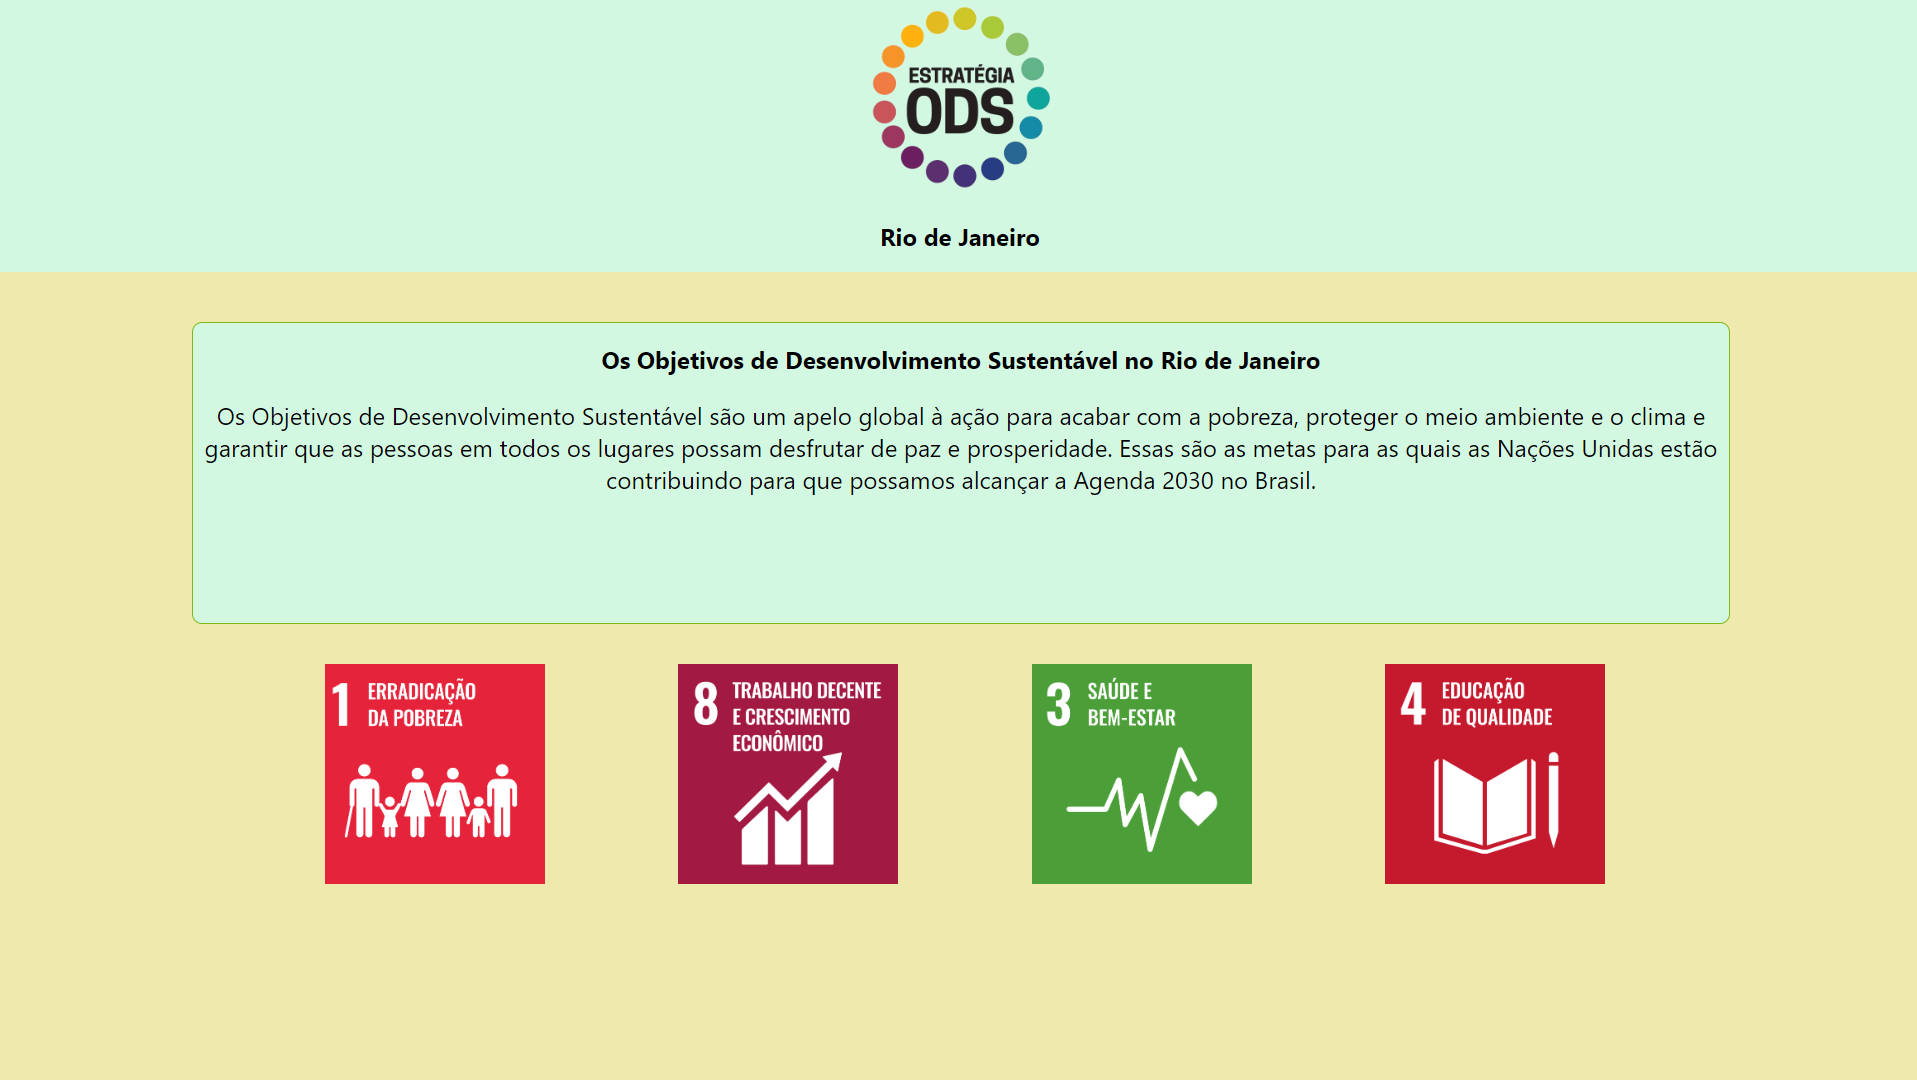 ESTRATÉGIA
ODS
Rio de Janeiro
Os Objetivos de Desenvolvimento Sustentável no Rio de Janeiro
Os Objetivos de Desenvolvimento Sustentável são um apelo global à ação para acabar com a pobreza, proteger o meio ambiente e o clima e
garantir que as pessoas em todos os lugares possam desfrutar de paz e prosperidade. Essas são as metas para as quais as Nações Unidas estão
contribuindo para que possamos alcançar a Agenda 2030 no Brasil.
1 ERRADICAÇÃO
DA POBREZA
8 TRABALHO DECENTE
E CRESCIMENTO
ECONÔMICO
3 SAÚDE E
BEM-ESTAR
4 EDUCAÇÃO
DE QUALIDADE